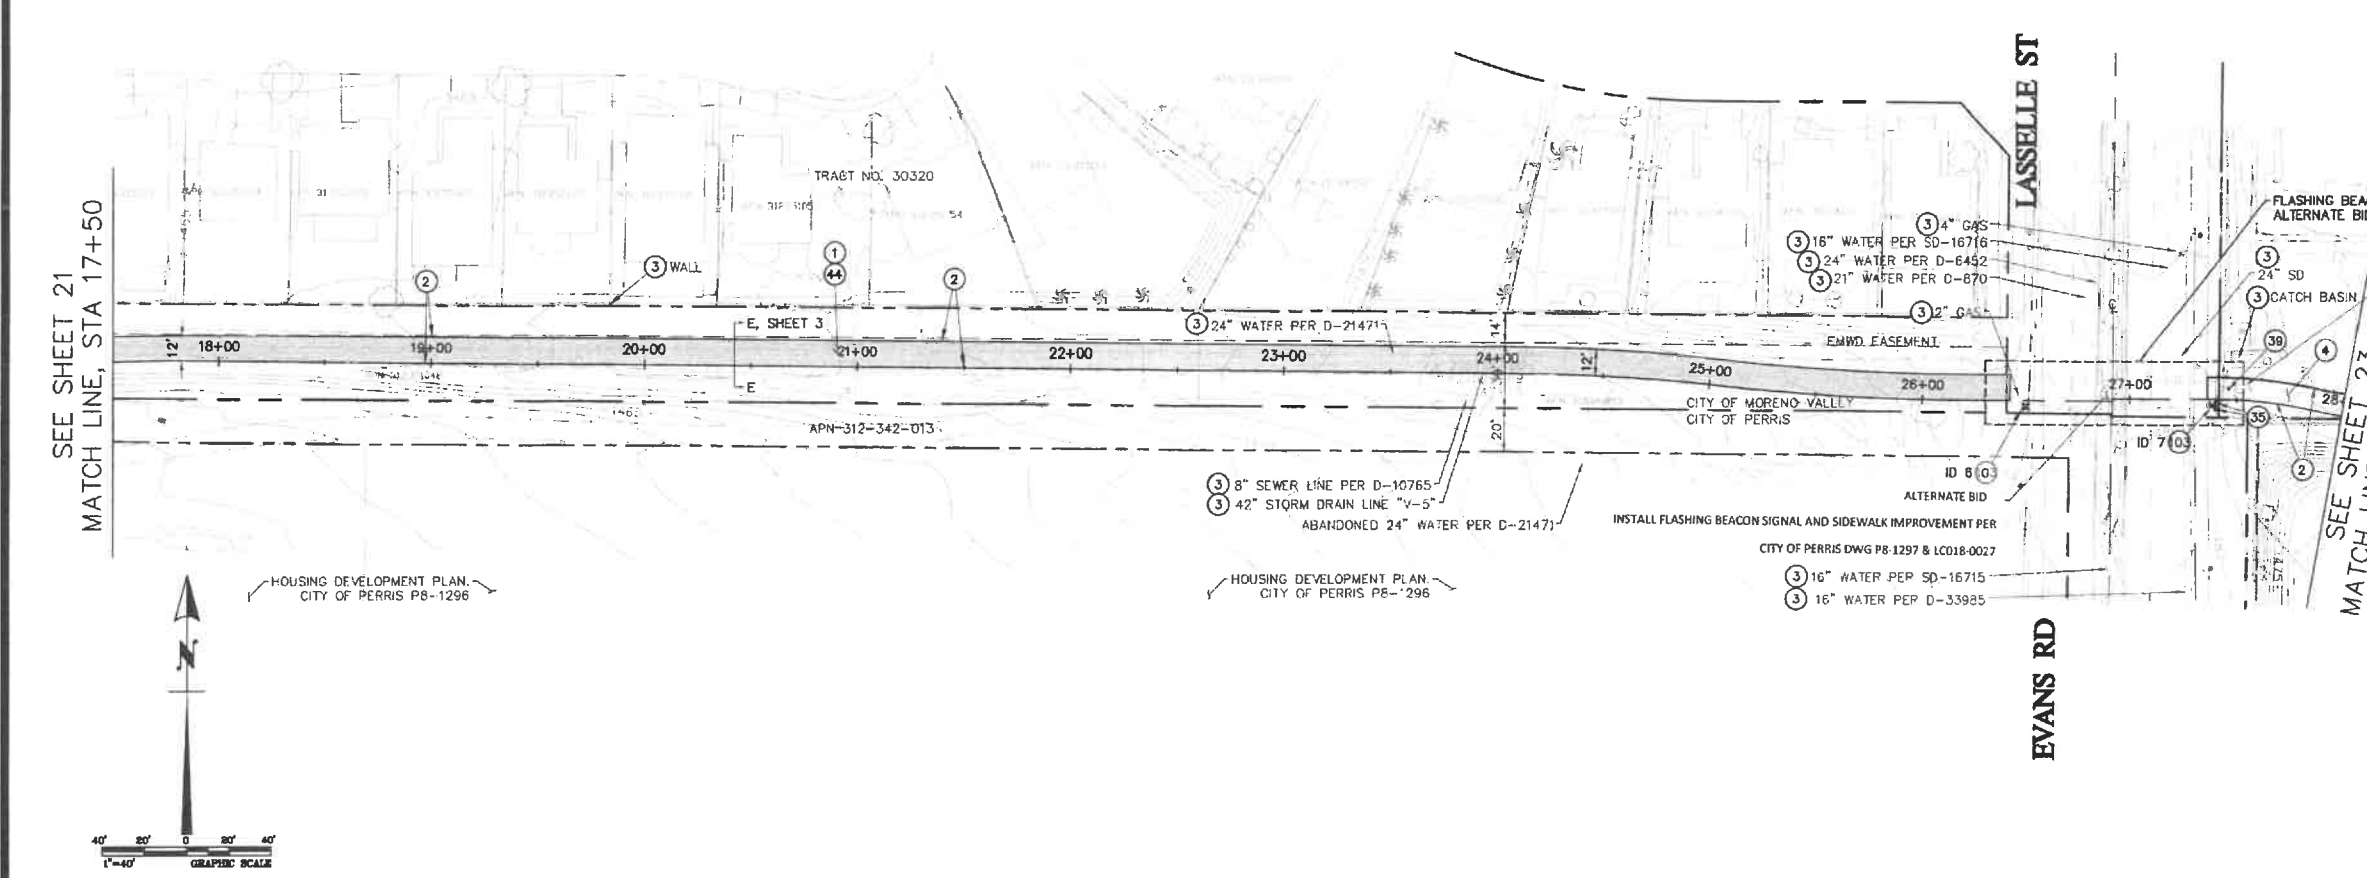 SEE SHEET 21
MATCH LINE, STA 17+50
LASSELLE ST
TRACT NO. 30320
31
54
3 WALL
1
44
2
2
3 4" GAS
3 16" WATER PER SD-16716
3 24" WATER PER D-6452
3 21" WATER PER D-870
3 2" GAS
FLASHING BEA
ALTERNATE BI
3
24" SD
3 CATCH BASIN
39
4
E, SHEET 3
3 24" WATER PER D-21471
14'
EMWD EASEMENT
12'
18+00
19+00
20+00
21+00
22+00
23+00
24+00
12'
25+00
26+00
27+00
28
E
CITY OF MORENO VALLEY
CITY OF PERRIS
APN 312-342-013
20'
35
ID 7 03
2
ID 6 03
3 8" SEWER LINE PER D-10765
3 42" STORM DRAIN LINE "V-5"
ABANDONED 24" WATER PER D-21471
ALTERNATE BID
INSTALL FLASHING BEACON SIGNAL AND SIDEWALK IMPROVEMENT PER
CITY OF PERRIS DWG P8-1297 & LC018-0027
3 16" WATER PER SD-16715
3 16" WATER PER D-33985
HOUSING DEVELOPMENT PLAN.
CITY OF PERRIS P8-1296
HOUSING DEVELOPMENT PLAN.
CITY OF PERRIS P8-1296
EVANS RD
SEE SHEET 23
MATCH LIN
N
40' 20' 0 20' 40'
1"=40' GRAPHIC SCALE